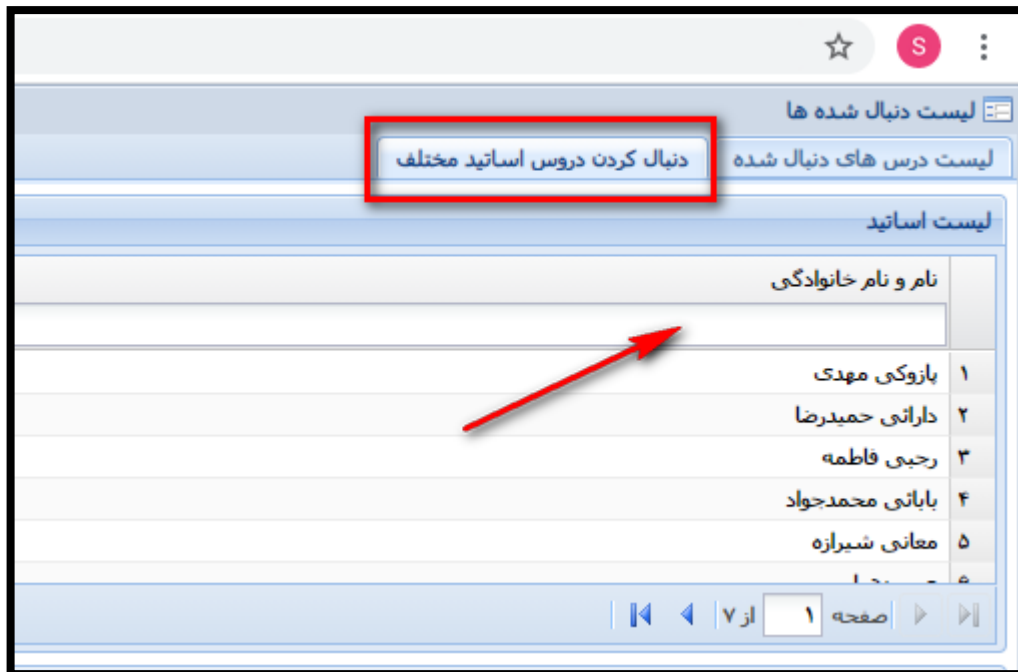 S
لیست دنبال شده ها
لیست درس های دنبال شده
دنبال کردن دروس اساتید مختلف
لیست اساتید
نام و نام خانوادگی
۱ پازوکی مهدی
۲ دارائی حمیدرضا
۳ رجبی فاطمه
۴ بابائی محمدجواد
۵ معانی شیرازه
صفحه ۱ از ۷